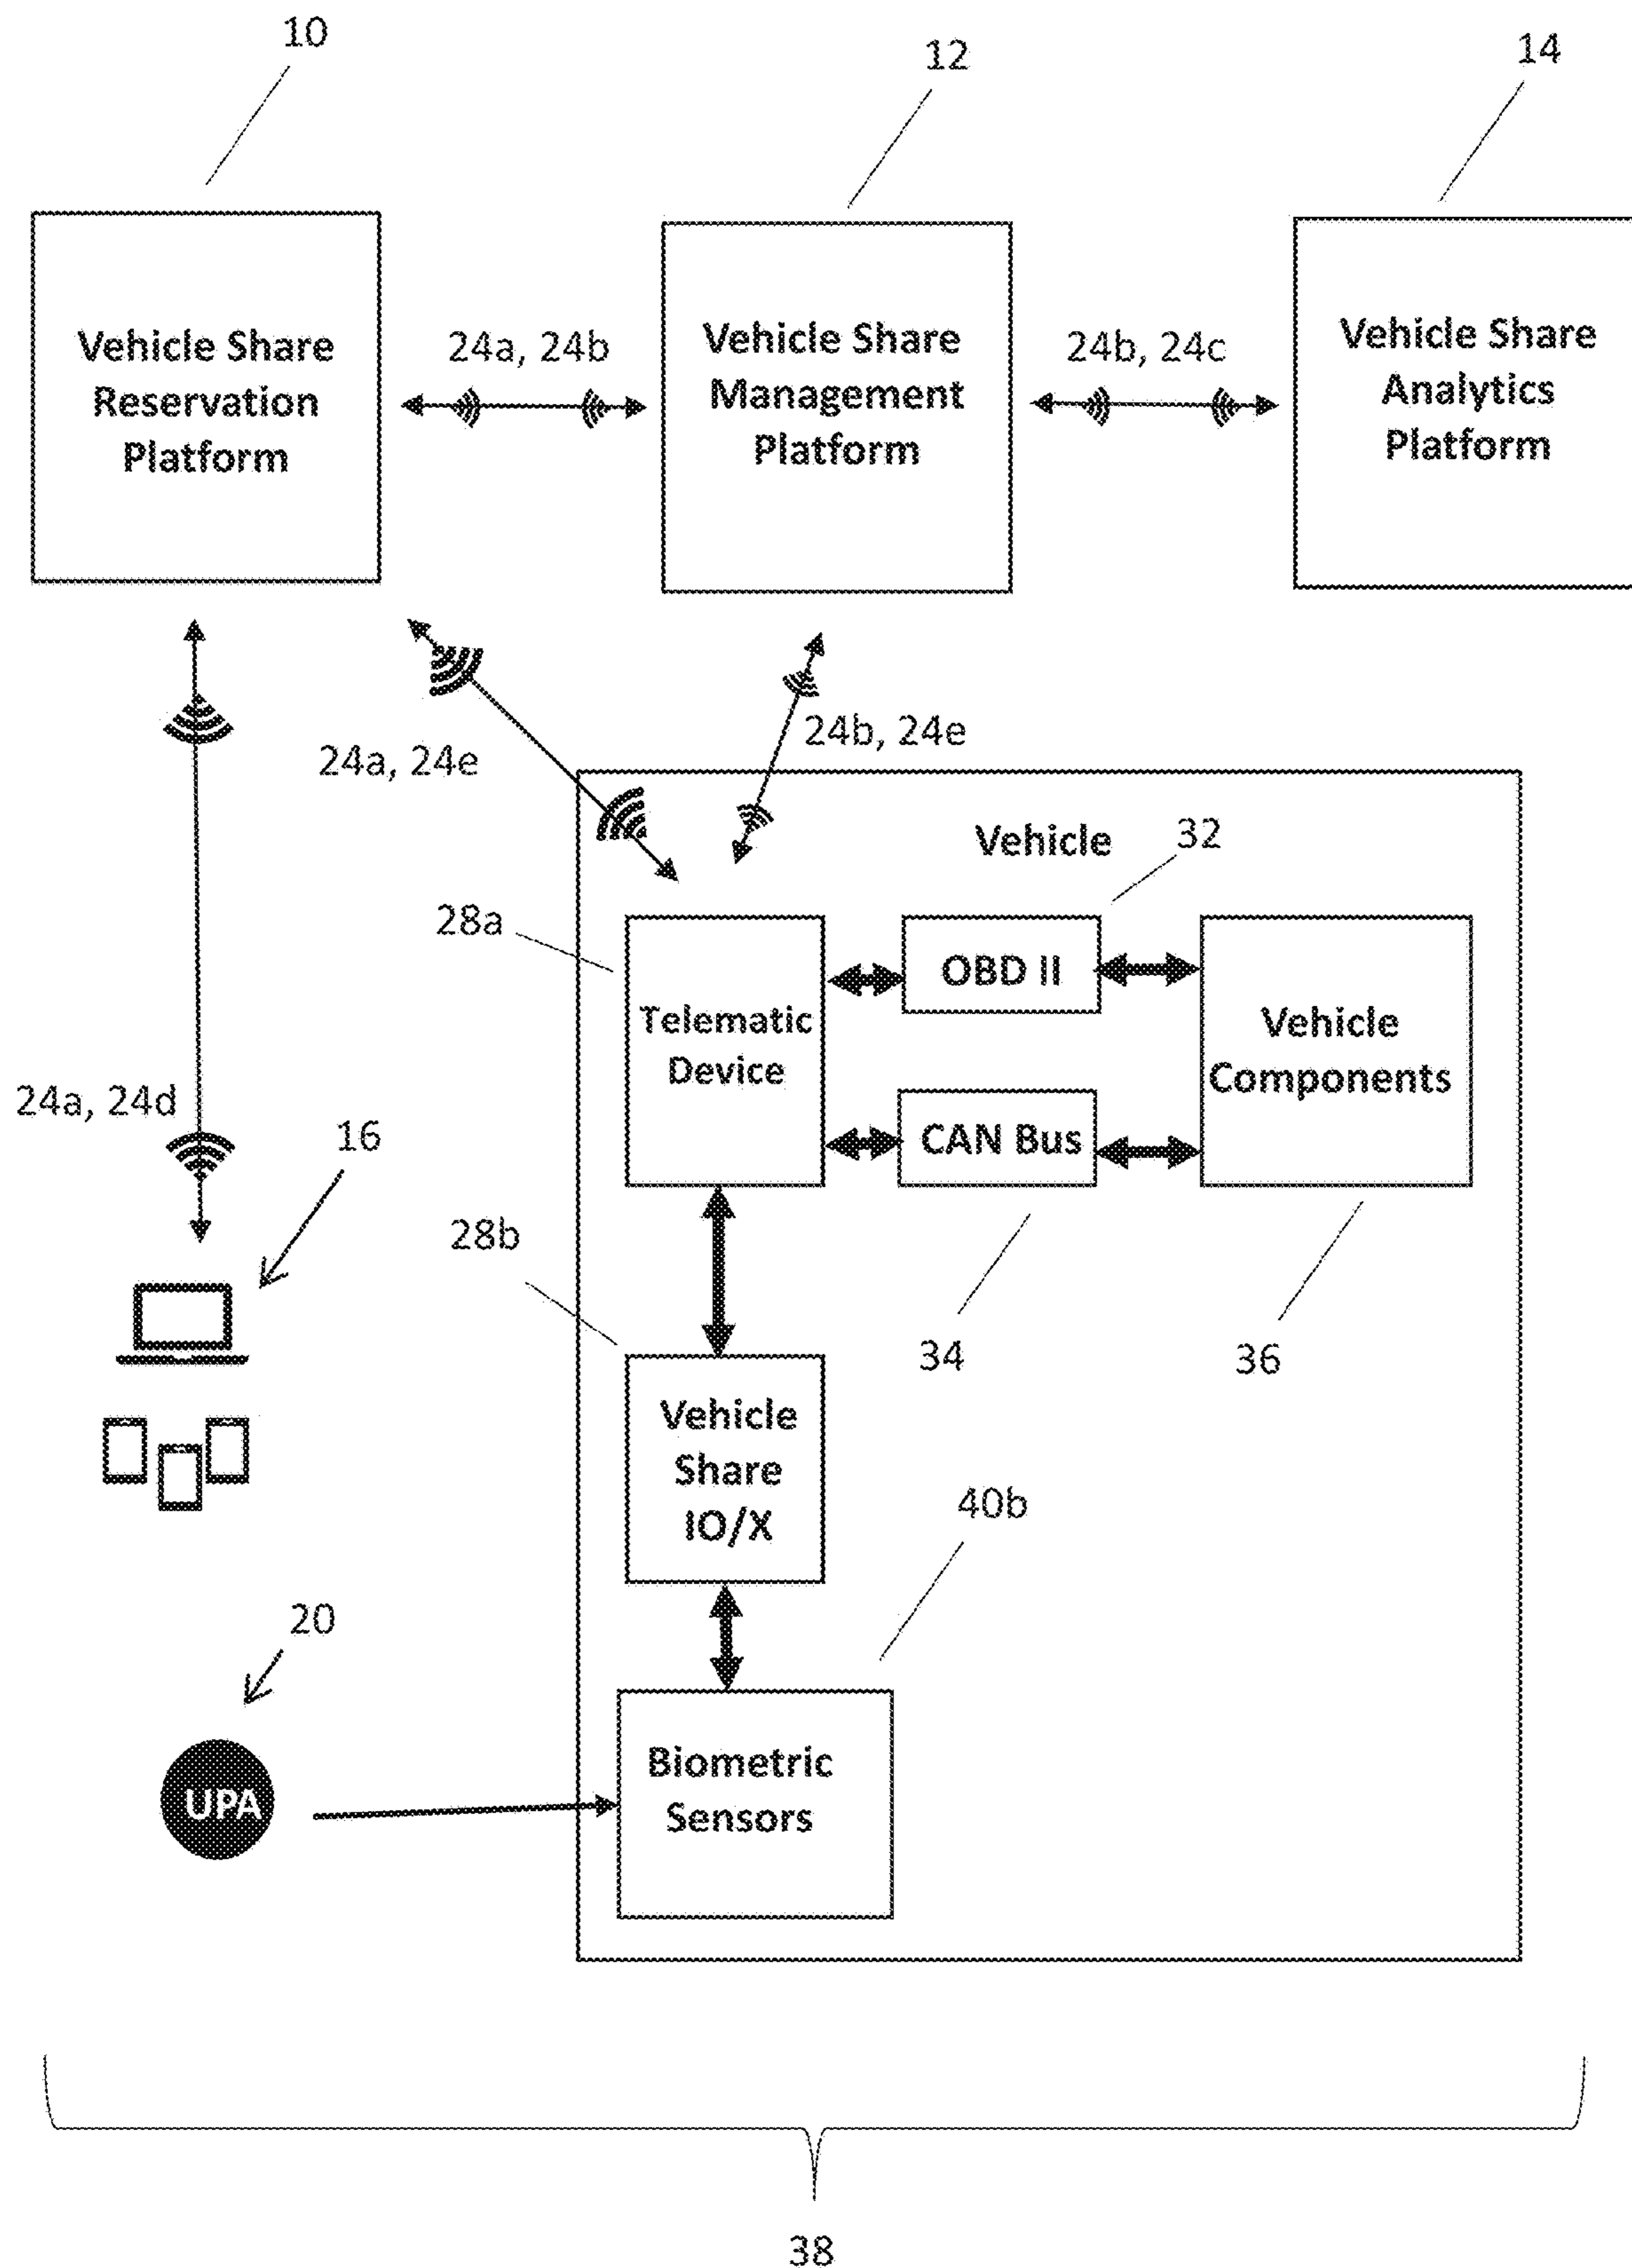 10
12
14
Vehicle Share
Reservation
Platform
24a, 24b
Vehicle Share
Management
Platform
24b, 24c
Vehicle Share
Analytics
Platform
24a, 24e
24b, 24e
Vehicle
32
28a
Telematic
Device
OBD II
Vehicle
Components
CAN Bus
24a, 24d
16
28b
34
36
Vehicle
Share
IO/X
40b
20
UPA
Biometric
Sensors
38